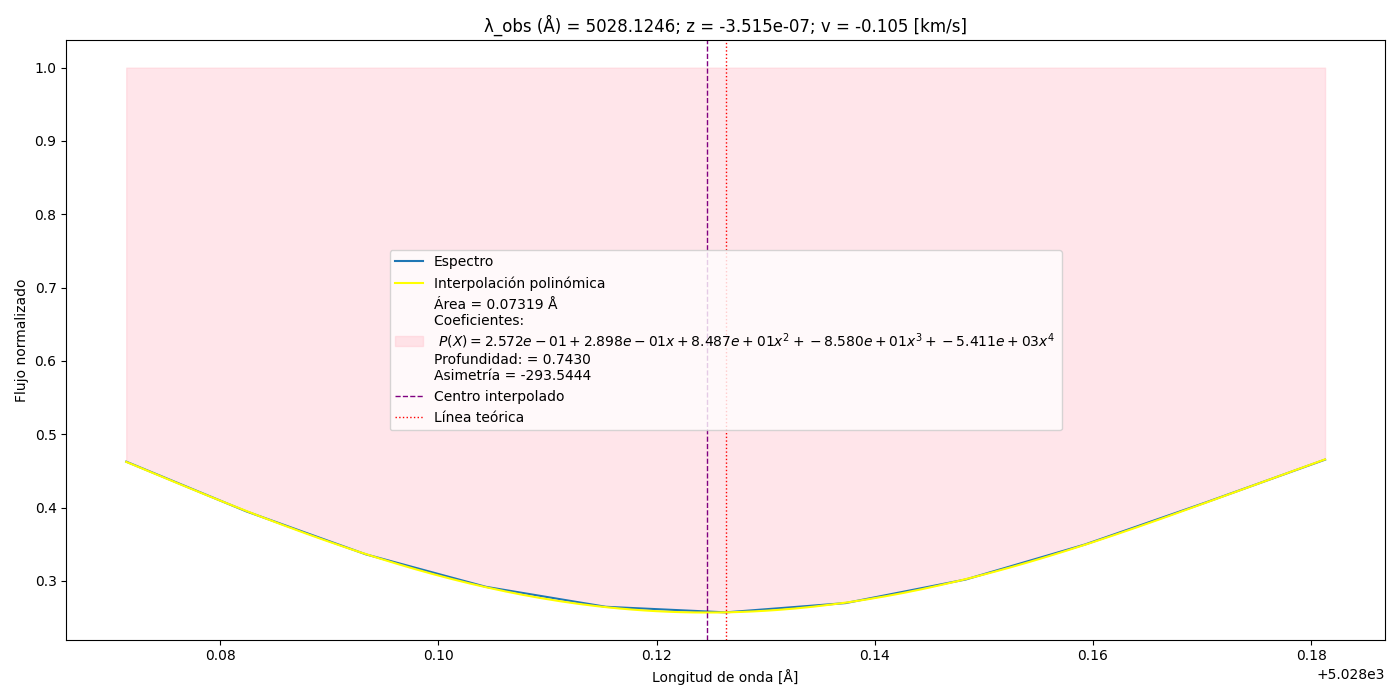 λ_obs (Å) = 5028.1246; z = -3.515e-07; v = -0.105 [km/s]
1.0
0.9
0.8
0.7
0.6
0.5
0.4
0.3
Flujo normalizado
Espectro
Interpolación polinómica
Área = 0.07319 Å
Coeficientes:
P(X) = 2.572e − 01 + 2.898e − 01x + 8.487e + 01x² + −8.580e + 01x³ + −5.411e + 03x⁴
Profundidad: = 0.7430
Asimetría = -293.5444
Centro interpolado
Línea teórica
0.08 0.10 0.12 0.14 0.16 0.18
Longitud de onda [Å]
+5.028e3